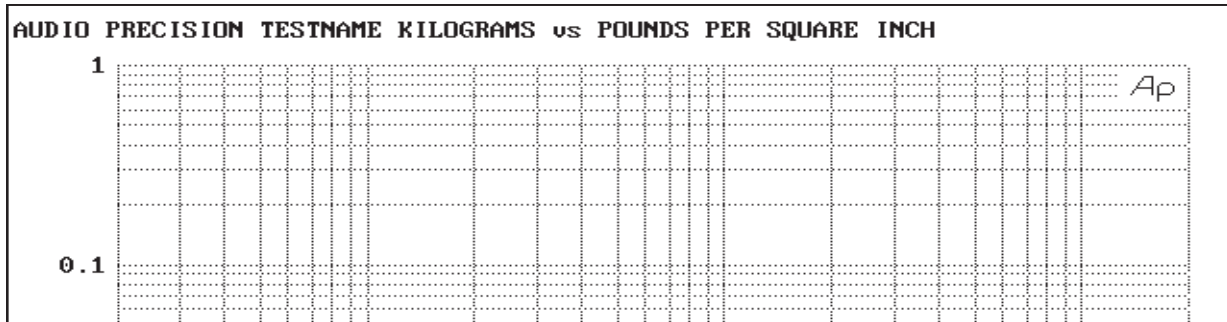 AUDIO PRECISION TESTNAME KILOGRAMS vs POUNDS PER SQUARE INCH
1
Ap
0.1